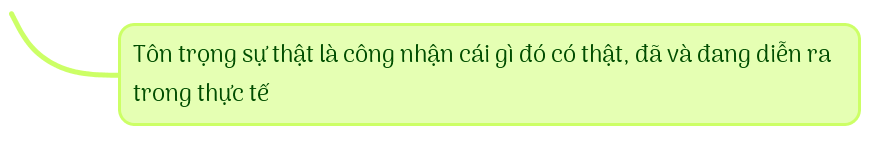 Tôn trọng sự thật là công nhận cái gì đó có thật, đã và đang diễn ra
trong thực tế